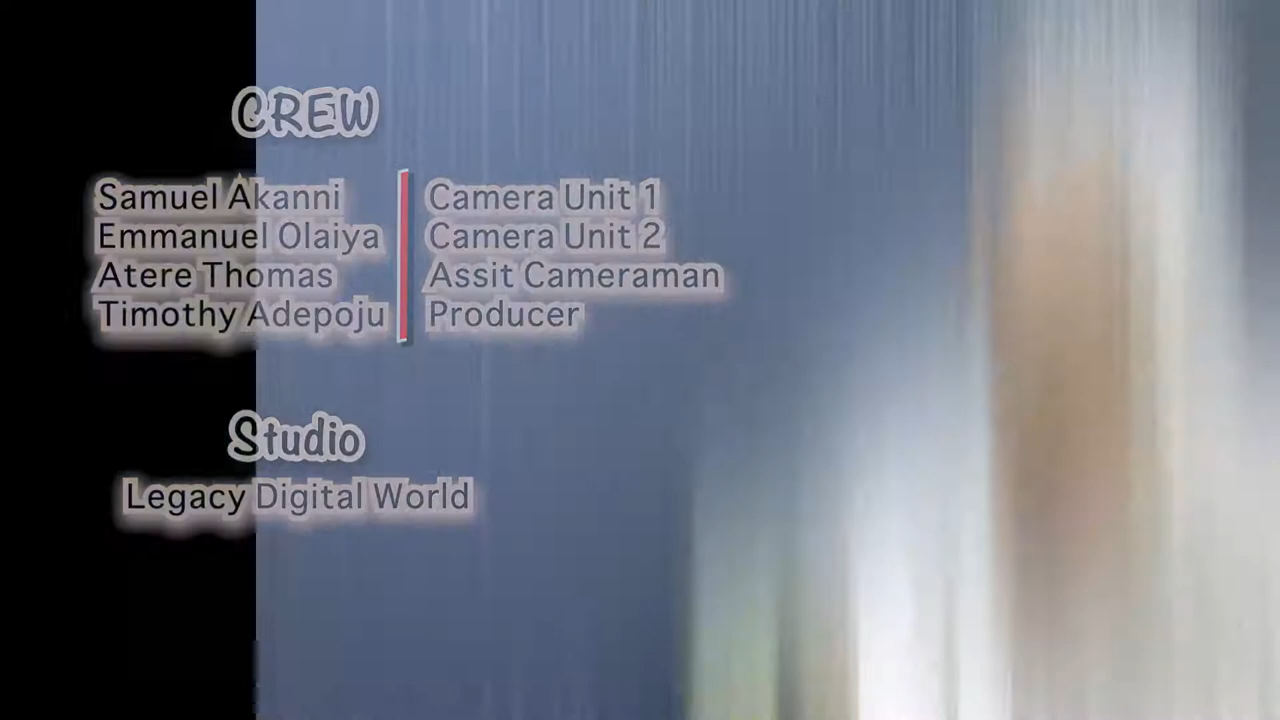 CREW
Samuel Akanni Camera Unit 1
Emmanuel Olaiya Camera Unit 2
Atere Thomas Assit Cameraman
Timothy Adepoju Producer
Studio
Legacy Digital World